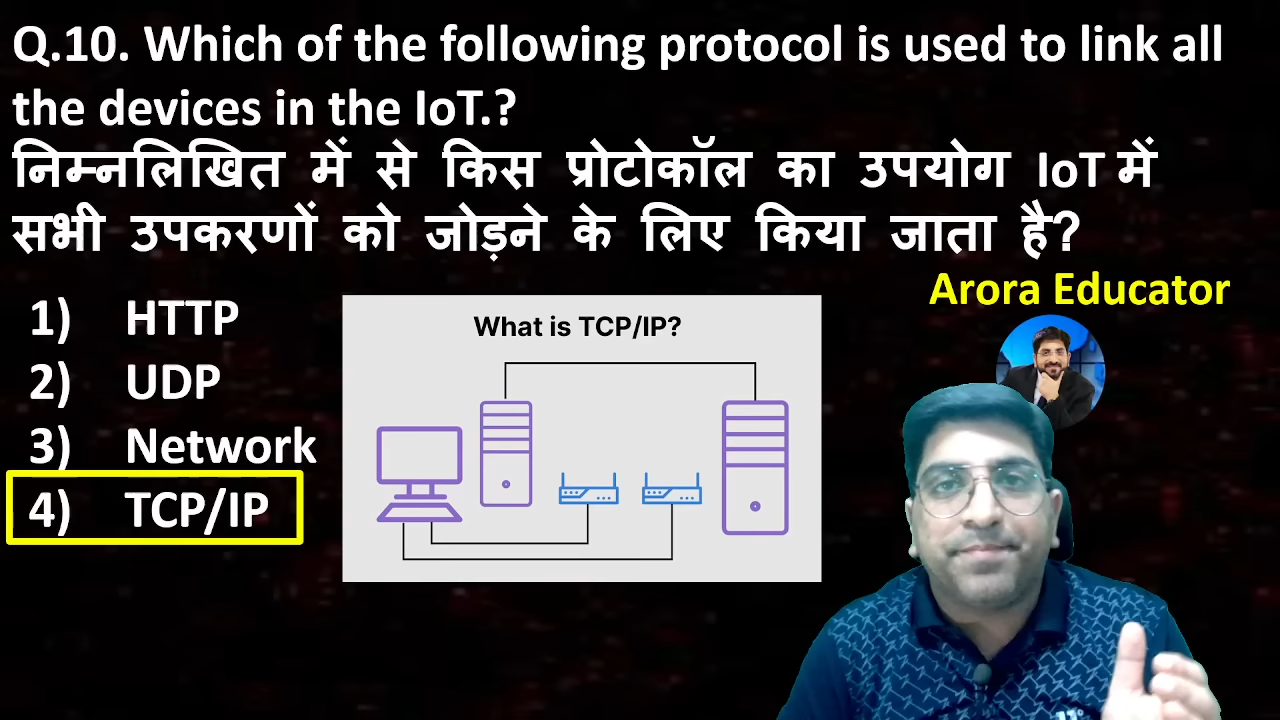 Q.10. Which of the following protocol is used to link all
the devices in the IoT.?
निम्नलिखित में से किस प्रोटोकॉल का उपयोग IoT में
सभी उपकरणों को जोड़ने के लिए किया जाता है?
Arora Educator
1) HTTP
2) UDP
3) Network
4) TCP/IP
What is TCP/IP?